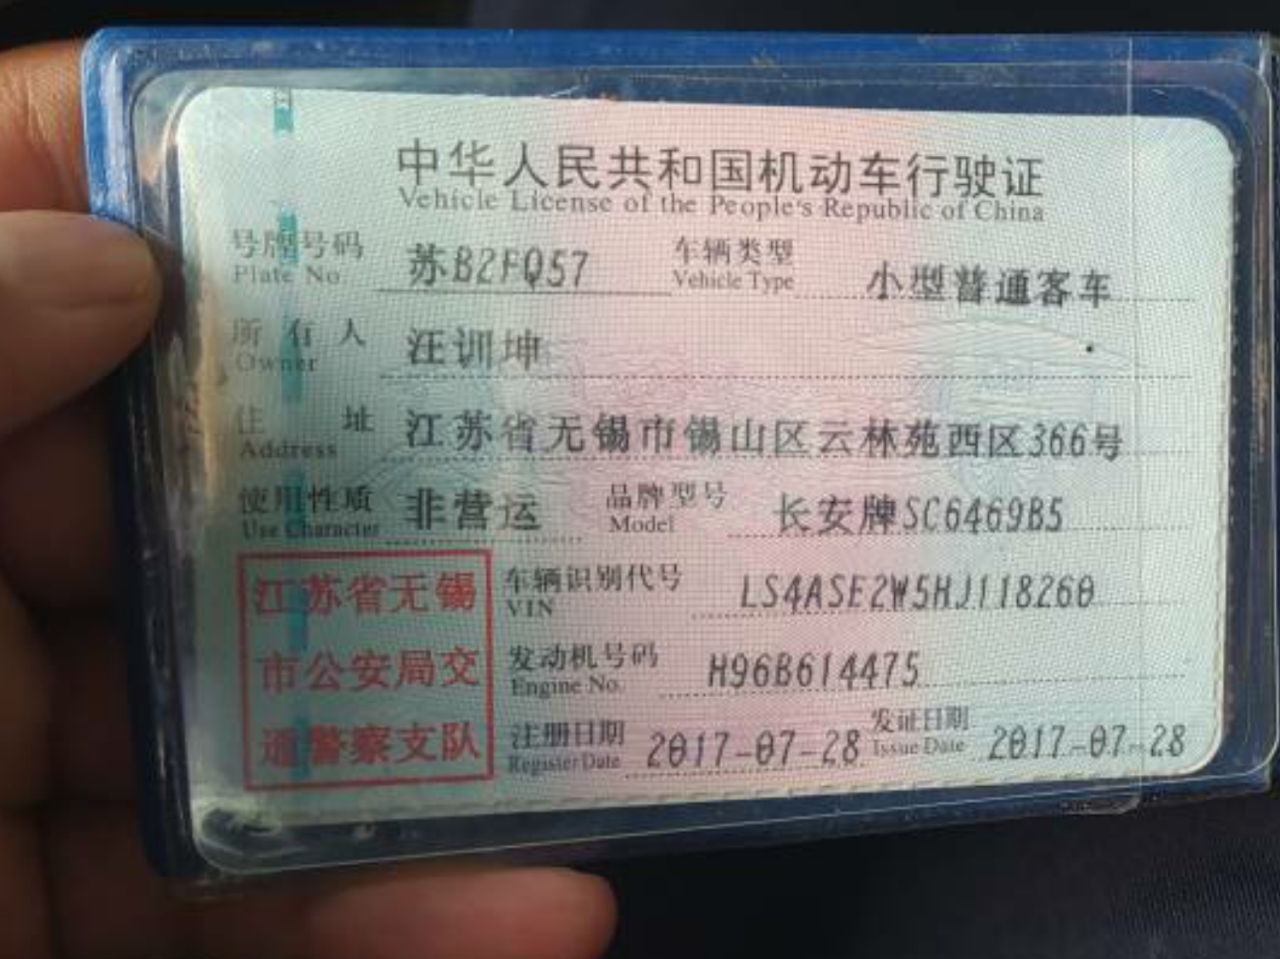 中华人民共和国机动车行驶证
Vehicle License of the People's Republic of China
号牌号码 苏B2FQ57 车辆类型 小型普通客车
Plate No. Vehicle Type
所有人 汪训坤
Owner
住址 江苏省无锡市锡山区云林苑西区366号
Address
使用性质 非营运 品牌型号 长安牌SC6469B5
Use Character Model
江苏省无锡
市公安局交
通警察支队
车辆识别代号 LS4ASE2W5HJ118260
VIN
发动机号码 H96B614475
Engine No.
注册日期 2017-07-28 发证日期 2017-07-28
Register Date Issue Date